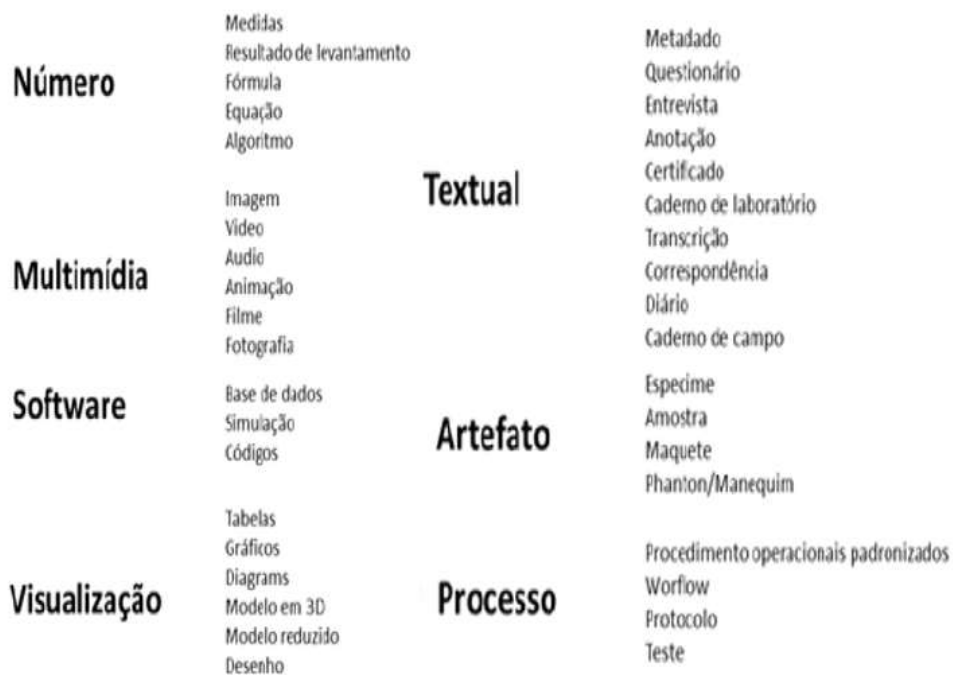 Número
Medidas
Resultado de levantamento
Fórmula
Equação
Algoritmo
Multimídia
Imagem
Video
Audio
Animação
Filme
Fotografia
Software
Base de dados
Simulação
Códigos
Visualização
Tabelas
Gráficos
Diagrams
Modelo em 3D
Modelo reduzido
Desenho
Textual
Metadado
Questionário
Entrevista
Anotação
Certificado
Caderno de laboratório
Transcrição
Correspondência
Diário
Caderno de campo
Artefato
Especime
Amostra
Maquete
Phanton/Manequim
Processo
Procedimento operacionais padronizados
Worflow
Protocolo
Teste